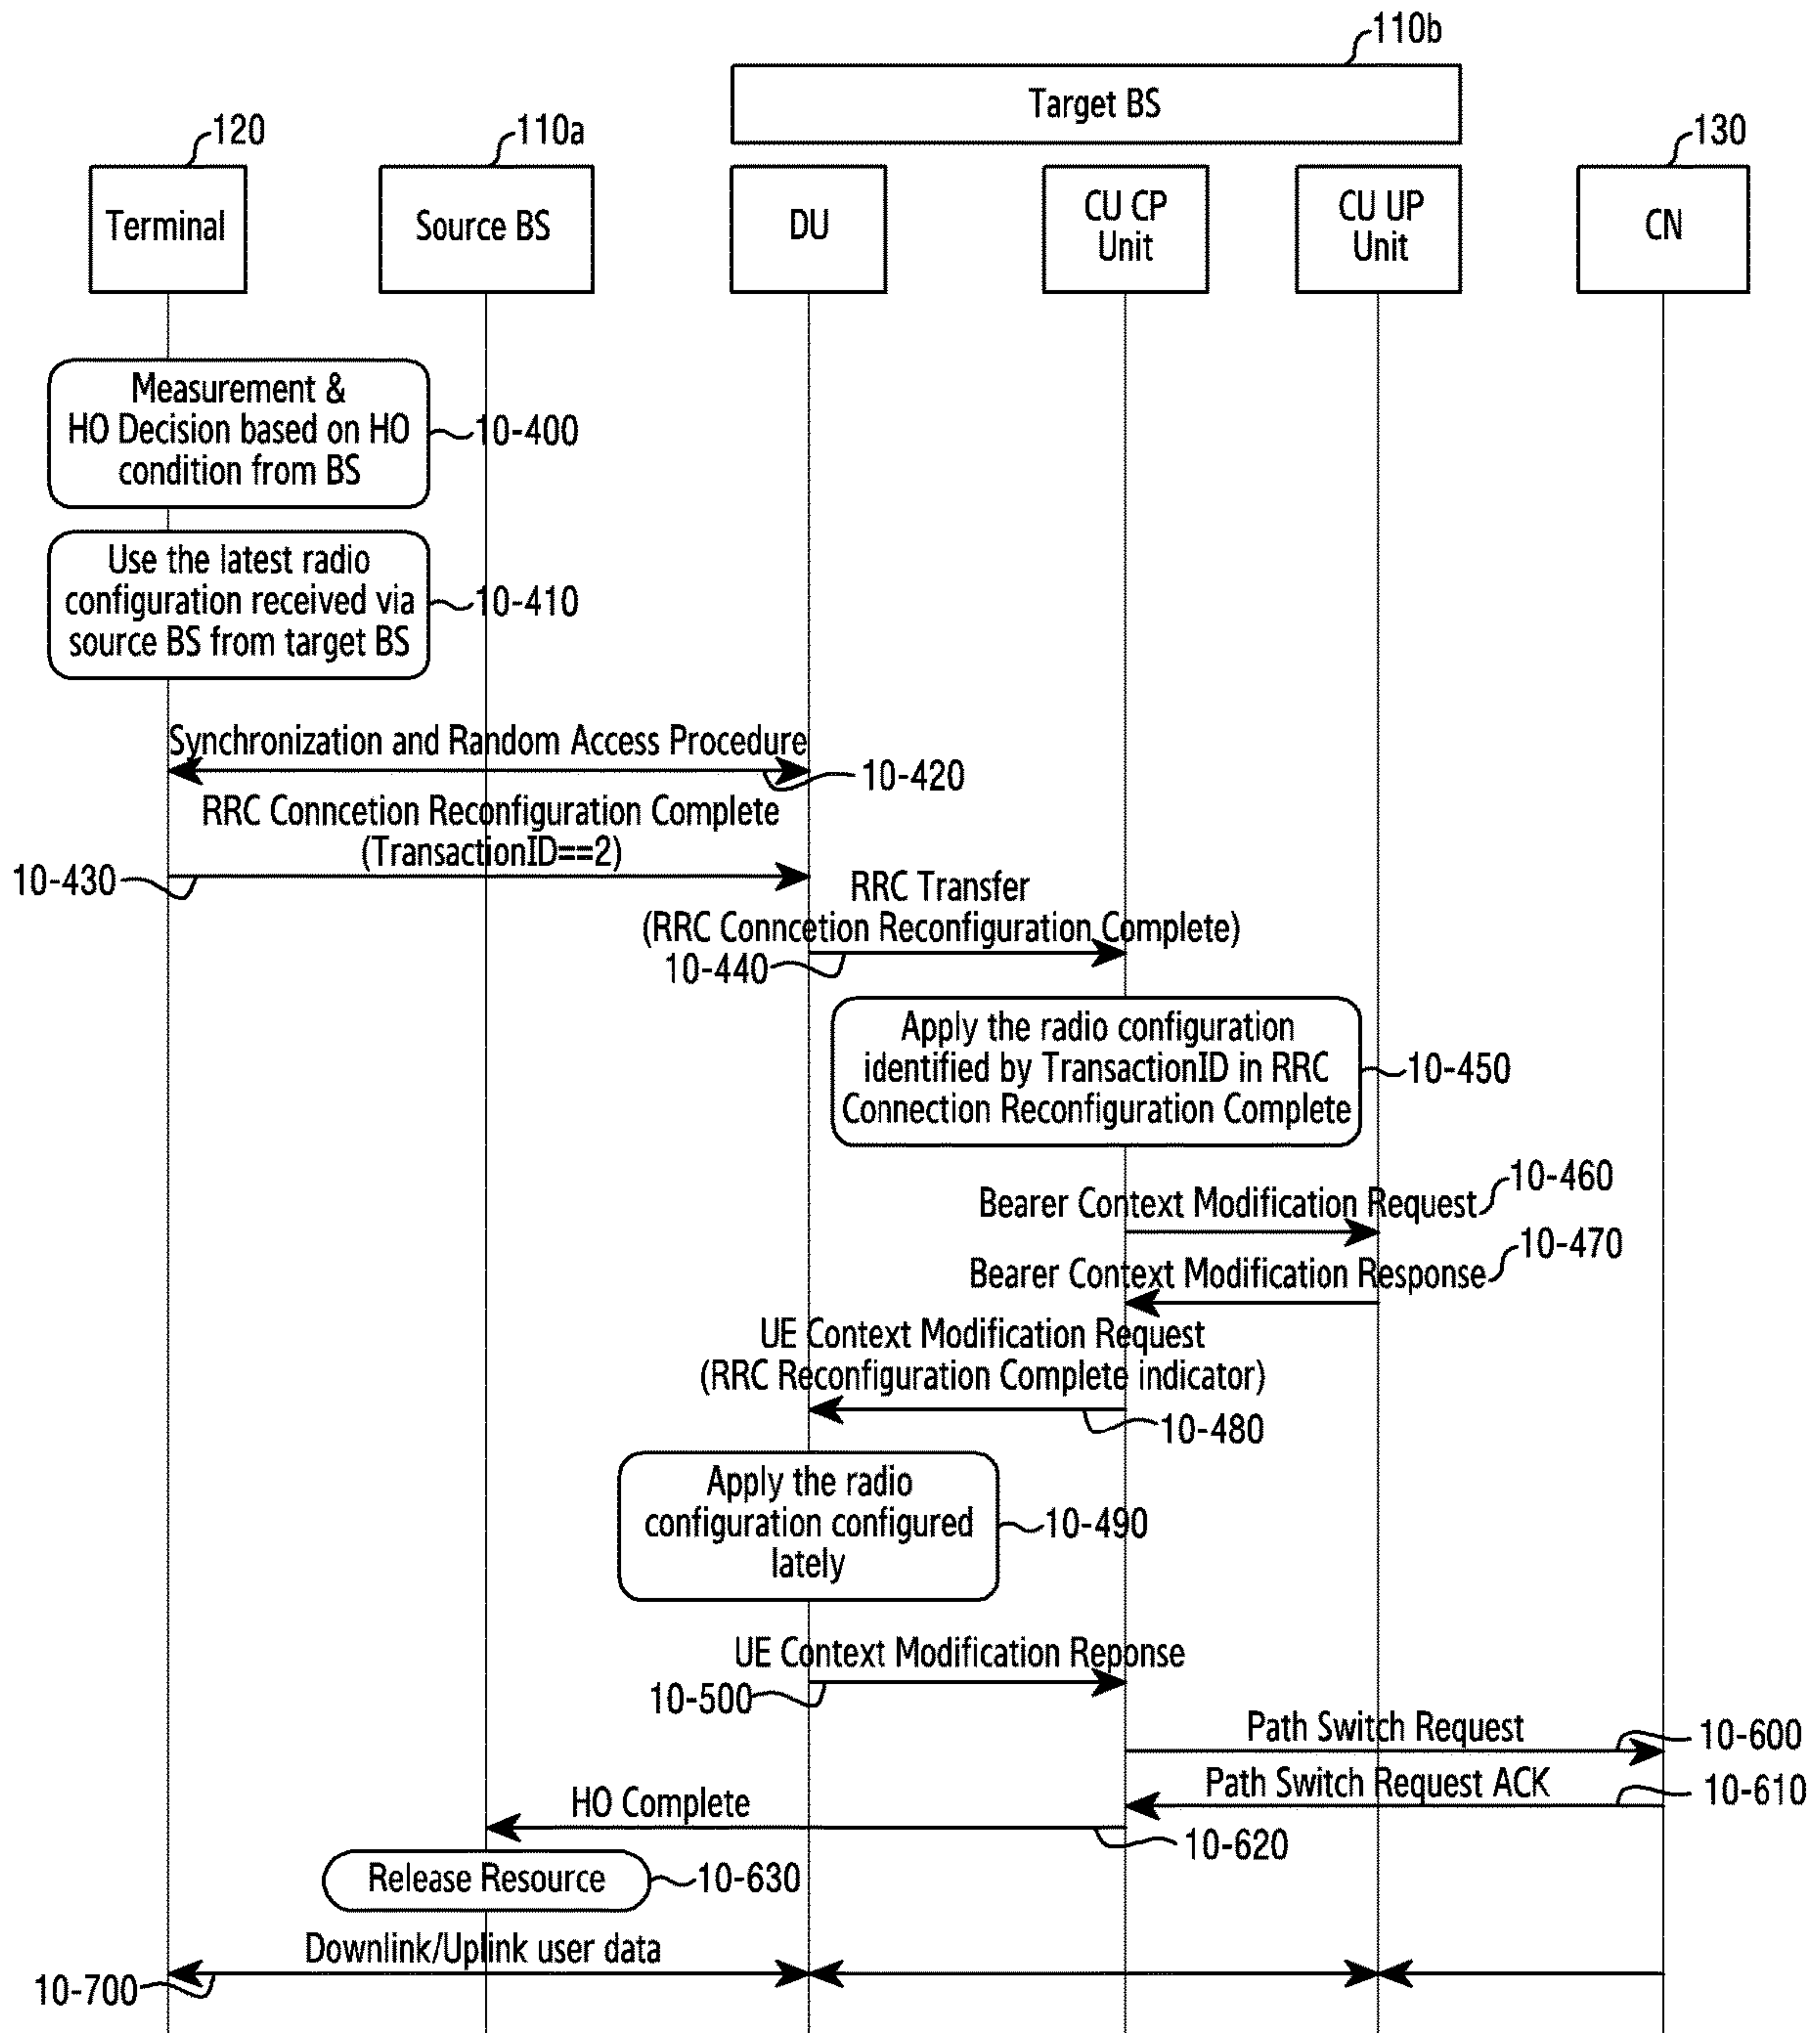 110b
Target BS
120
110a
130
Terminal
Source BS
DU
CU CP
Unit
CU UP
Unit
CN
Measurement &
HO Decision based on HO
condition from BS
10-400
Use the latest radio
configuration received via
source BS from target BS
10-410
Synchronization and Random Access Procedure
10-420
RRC Conncetion Reconfiguration Complete
(TransactionID==2)
10-430
RRC Transfer
(RRC Conncetion Reconfiguration Complete)
10-440
Apply the radio configuration
identified by TransactionID in RRC
Connection Reconfiguration Complete
10-450
Bearer Context Modification Request
10-460
Bearer Context Modification Response
10-470
UE Context Modification Request
(RRC Reconfiguration Complete indicator)
10-480
Apply the radio
configuration configured
lately
10-490
UE Context Modification Reponse
10-500
Path Switch Request
10-600
Path Switch Request ACK
10-610
HO Complete
10-620
Release Resource
10-630
Downlink/Uplink user data
10-700